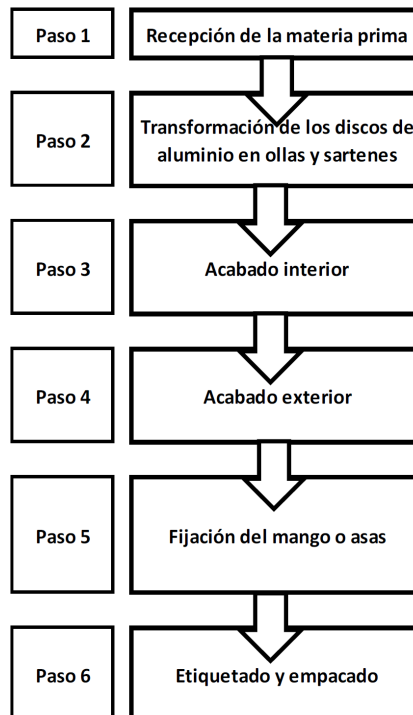 Paso 1
Recepción de la materia prima
Paso 2
Transformación de los discos de
aluminio en ollas y sartenes
Paso 3
Acabado interior
Paso 4
Acabado exterior
Paso 5
Fijación del mango o asas
Paso 6
Etiquetado y empacado